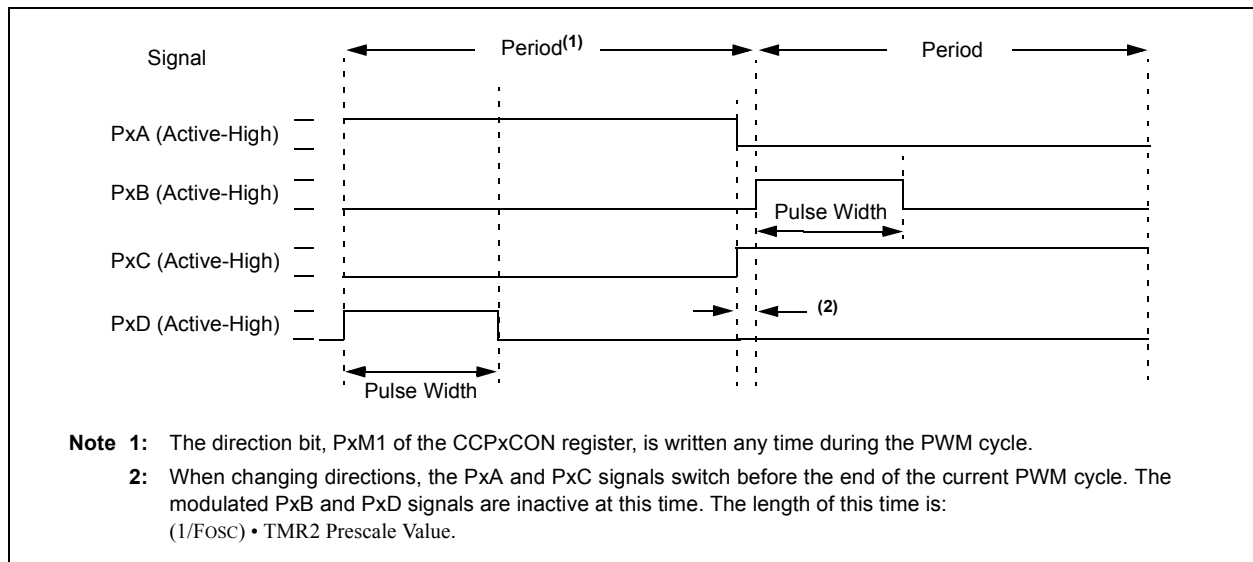 Signal
Period(1)
Period
PxA (Active-High)
PxB (Active-High)
Pulse Width
PxC (Active-High)
(2)
PxD (Active-High)
Pulse Width
Note 1: The direction bit, PxM1 of the CCPxCON register, is written any time during the PWM cycle.
2: When changing directions, the PxA and PxC signals switch before the end of the current PWM cycle. The
modulated PxB and PxD signals are inactive at this time. The length of this time is:
(1/FOSC) • TMR2 Prescale Value.